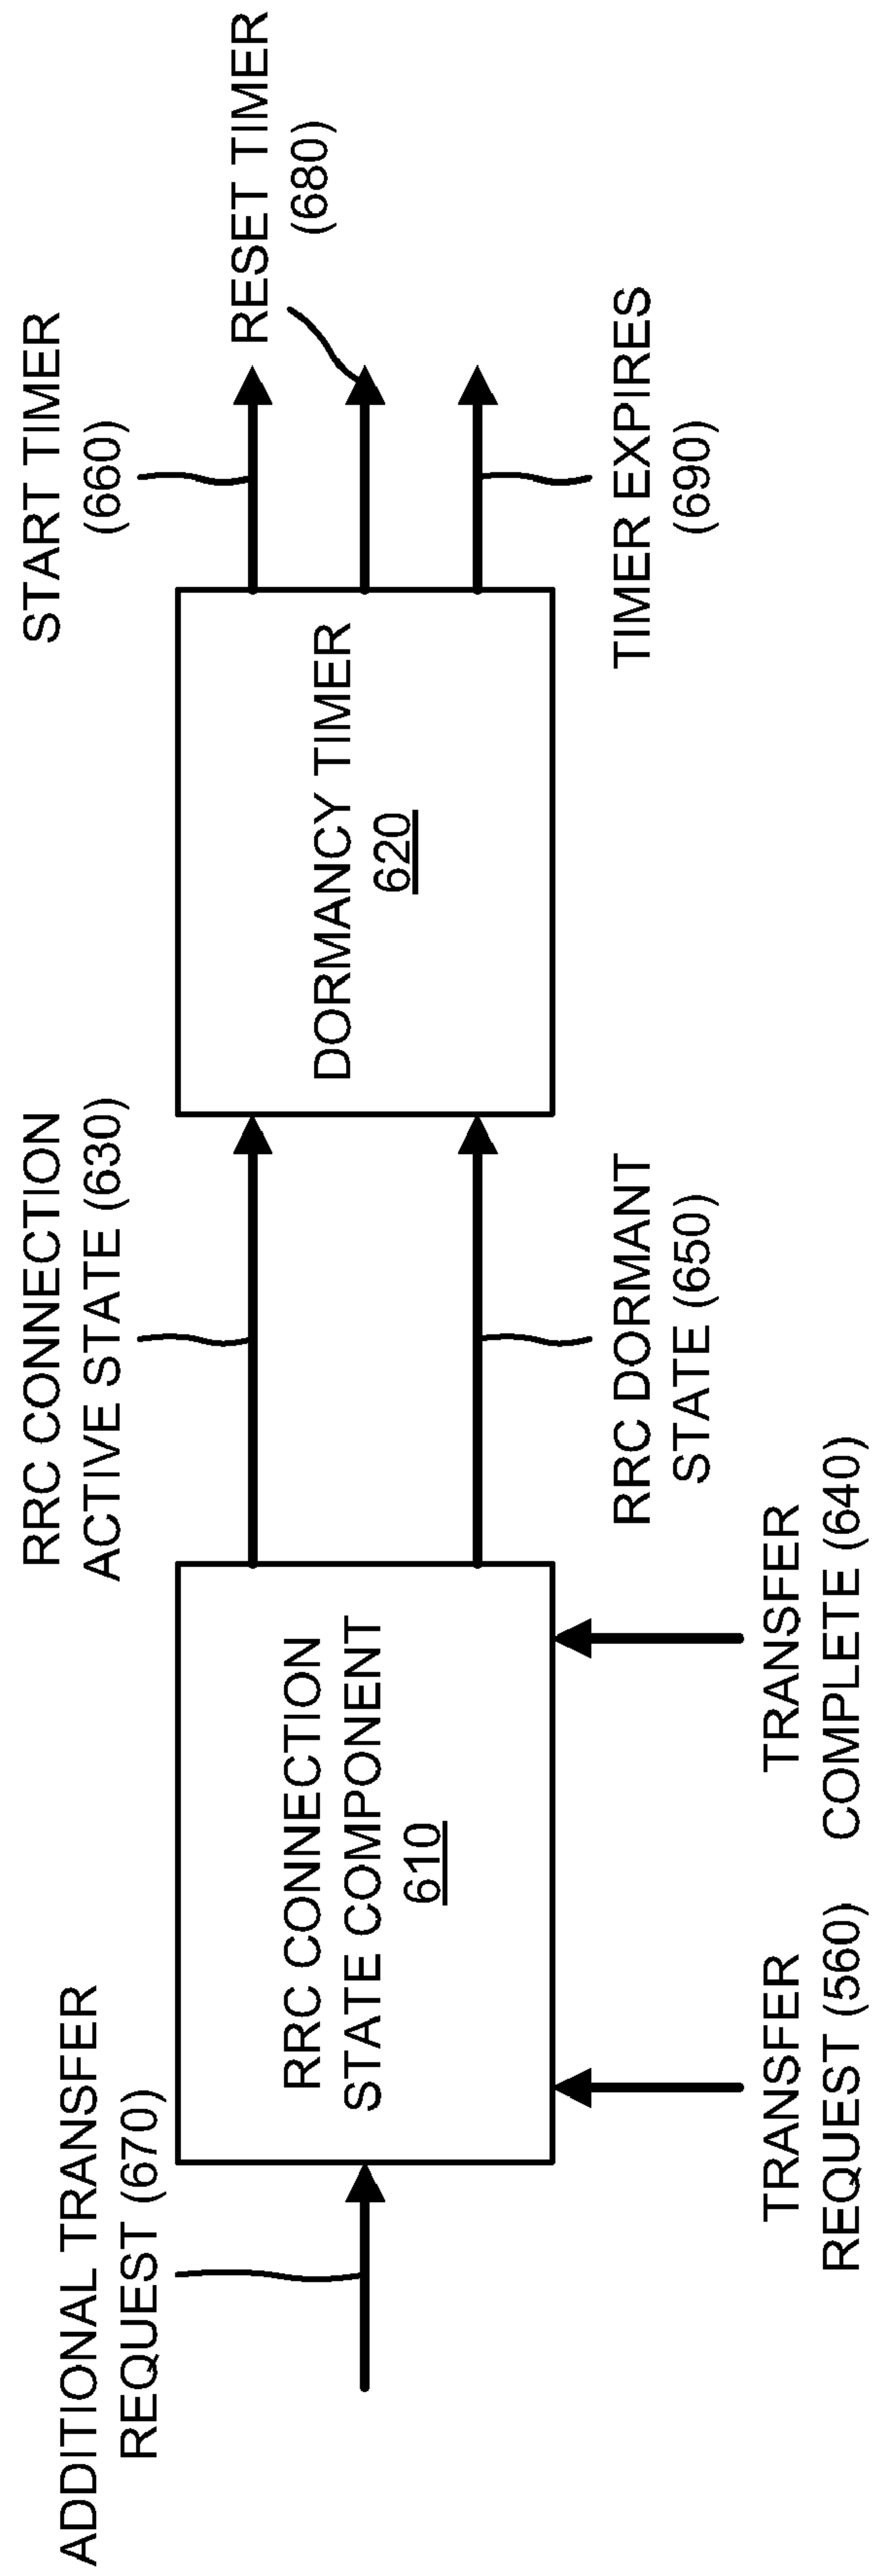 ADDITIONAL TRANSFER
REQUEST (670)
RRC CONNECTION
STATE COMPONENT
610
TRANSFER
REQUEST (560)
TRANSFER
COMPLETE (640)
RRC CONNECTION
ACTIVE STATE (630)
RRC DORMANT
STATE (650)
DORMANCY TIMER
620
START TIMER
(660)
RESET TIMER
(680)
TIMER EXPIRES
(690)